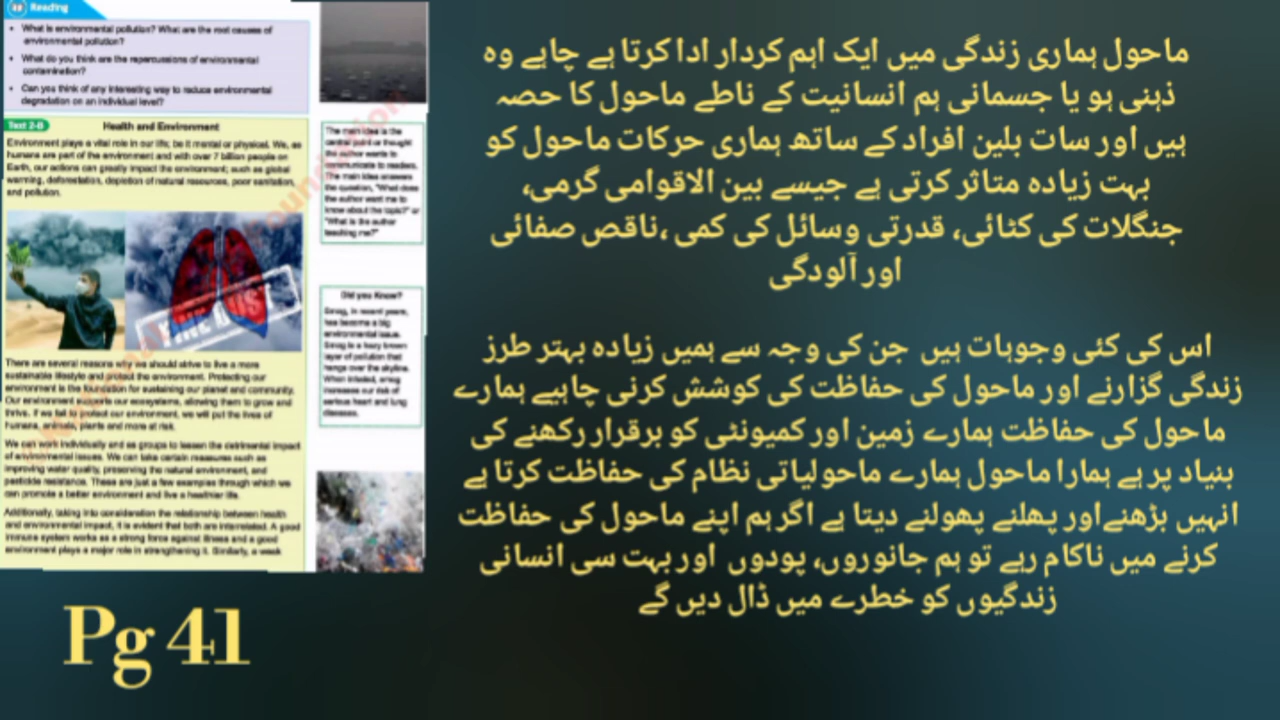 Reading
• What is environmental pollution? What are the root causes of
environmental pollution?
• What do you think are the repercussions of environmental
contamination?
• Can you think of any interesting way to reduce environmental
degradation on an individual level?
Text 2-B
Health and Environment
Environment plays a vital role in our life; be it mental or physical. We, as
humans are part of the environment and with over 7 billion people on
Earth, our actions can greatly impact the environment; such as global
warming, deforestation, depletion of natural resources, poor sanitation,
and pollution.
FINE DUST
There are several reasons why we should strive to live a more
sustainable lifestyle and protect the environment. Protecting our
environment is the foundation for sustaining our planet and community.
Our environment supports our ecosystems, allowing them to grow and
thrive. If we fail to protect our environment, we will put the lives of
humans, animals, plants and more at risk.
We can work individually and as groups to lessen the detrimental impact
of environmental issues. We can take certain measures such as
improving water quality, preserving the natural environment, and
pesticide resistance. These are just a few examples through which we
can promote a better environment and live a healthier life.
Additionally, taking into consideration the relationship between health
and environmental impact, it is evident that both are interrelated. A good
immune system works as a strong force against illness and a good
environment plays a major role in strengthening it. Similarly, a weak
The main idea is the
central point or thought
the author wants to
communicate to readers.
The main idea answers
the question, "What does
the author want me to
know about the topic?" or
"What is the author
teaching me?"
Did you Know?
Smog, in recent years,
has become a big
environmental issue.
Smog is a hazy brown
layer of pollution that
hangs over the skyline.
When inhaled, smog
increases our risk of
serious heart and lung
diseases.
Pg 41
ماحول ہماری زندگی میں ایک اہم کردار ادا کرتا ہے چاہے وہ
ذہنی ہو یا جسمانی ہم انسانیت کے ناطے ماحول کا حصہ
ہیں اور سات بلین افراد کے ساتھ ہماری حرکات ماحول کو
بہت زیادہ متاثر کرتی ہے جیسے بین الاقوامی گرمی،
جنگلات کی کٹائی، قدرتی وسائل کی کمی ،ناقص صفائی
اور آلودگی
اس کی کئی وجوہات ہیں جن کی وجہ سے ہمیں زیادہ بہتر طرز
زندگی گزارنے اور ماحول کی حفاظت کی کوشش کرنی چاہیے ہمارے
ماحول کی حفاظت ہمارے زمین اور کمیونٹی کو برقرار رکھنے کی
بنیاد پر ہے ہمارا ماحول ہمارے ماحولیاتی نظام کی حفاظت کرتا ہے
انہیں بڑھنے اور پھلنے پھولنے دیتا ہے اگر ہم اپنے ماحول کی حفاظت
کرنے میں ناکام رہے تو ہم جانوروں، پودوں اور بہت سی انسانی
زندگیوں کو خطرے میں ڈال دیں گے